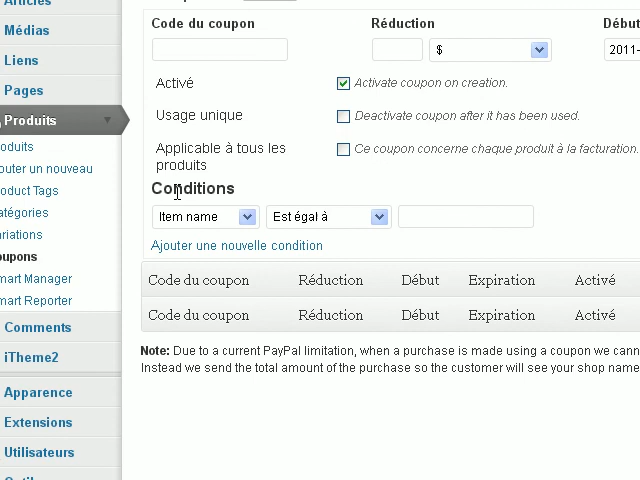 Articles
Médias
Liens
Pages
Produits
oduits
outer un nouveau
oduct Tags
atégories
ariations
oupons
mart Manager
mart Reporter
Comments
iTheme2
Apparence
Extensions
Utilisateurs
Code du coupon Réduction Début
$ 2011-
Activé Activate coupon on creation.
Usage unique Deactivate coupon after it has been used.
Applicable à tous les Ce coupon concerne chaque produit à la facturation.
produits
Conditions
Item name Est égal à
Ajouter une nouvelle condition
Code du coupon Réduction Début Expiration Activé
Code du coupon Réduction Début Expiration Activé
Note: Due to a current PayPal limitation, when a purchase is made using a coupon we cann
Instead we send the total amount of the purchase so the customer will see your shop name